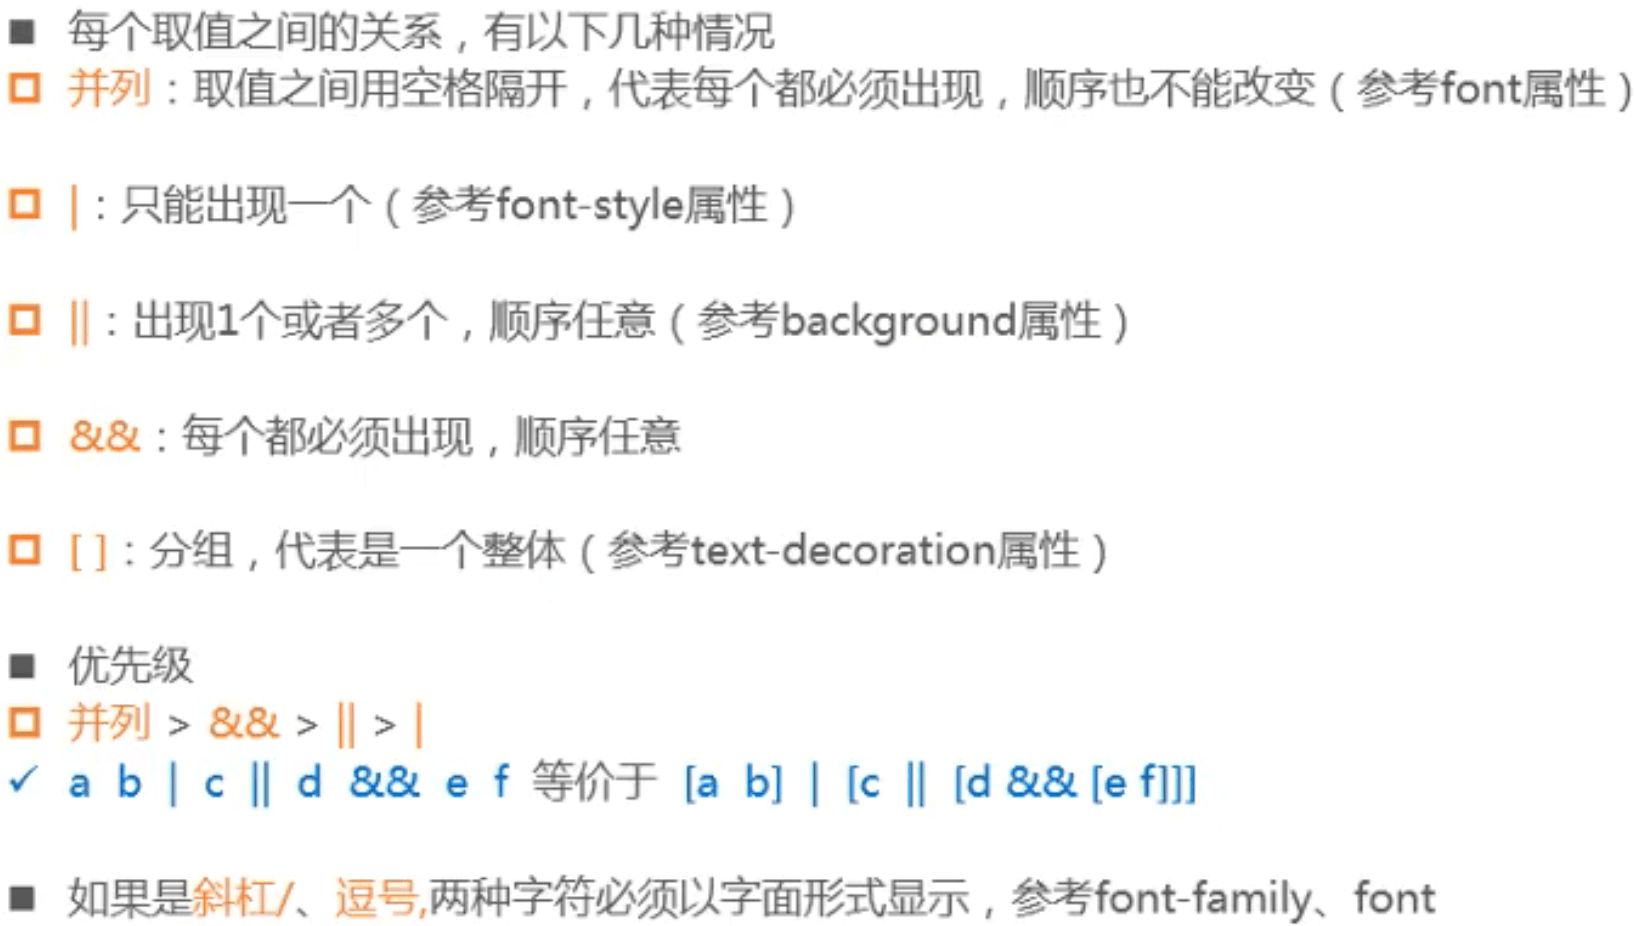 ■ 每个取值之间的关系，有以下几种情况
并列：取值之间用空格隔开，代表每个都必须出现，顺序也不能改变（参考font属性）
|：只能出现一个（参考font-style属性）
||：出现1个或者多个，顺序任意（参考background属性）
&&：每个都必须出现，顺序任意
[ ]：分组，代表是一个整体（参考text-decoration属性）
■ 优先级
并列 > && > || > |
✓ a b | c || d && e f 等价于 [a b] | [c || [d && [e f]]]
■ 如果是斜杠/、逗号,两种字符必须以字面形式显示，参考font-family、font